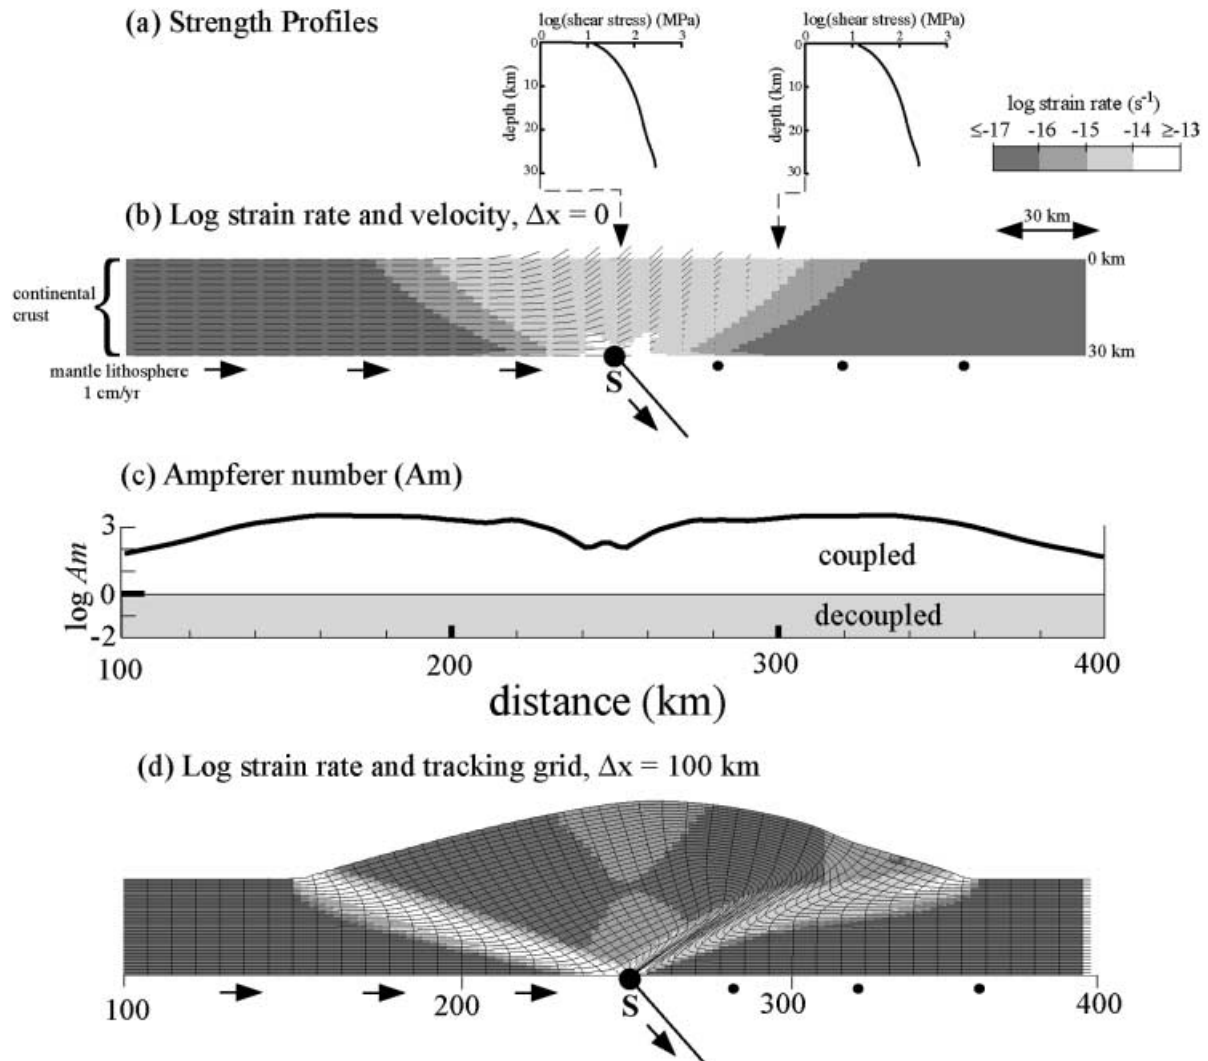 (a) Strength Profiles
log(shear stress) (MPa)
0 1 2 3
0
10
20
30
depth (km)
log(shear stress) (MPa)
0 1 2 3
0
10
20
30
depth (km)
log strain rate (s⁻¹)
≤-17 -16 -15 -14 ≥-13
(b) Log strain rate and velocity, Δx = 0
30 km
0 km
continental
crust
30 km
mantle lithosphere
1 cm/yr
S
(c) Ampferer number (Am)
3
0
-2
log Am
coupled
decoupled
100 200 300 400
distance (km)
(d) Log strain rate and tracking grid, Δx = 100 km
100 200 300 400
S